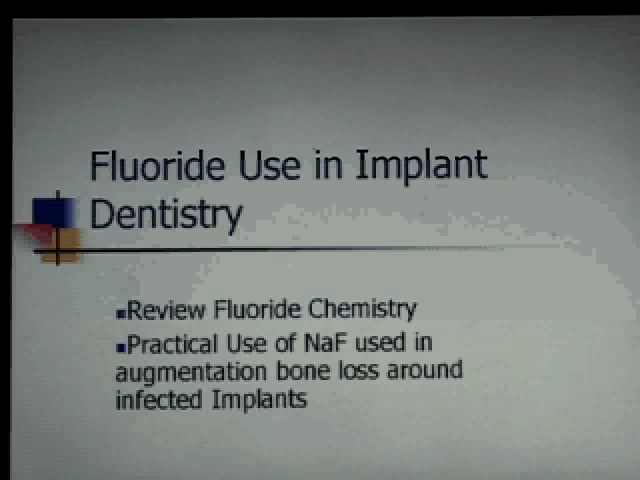 Fluoride Use in Implant
Dentistry
Review Fluoride Chemistry
Practical Use of NaF used in
augmentation bone loss around
infected Implants